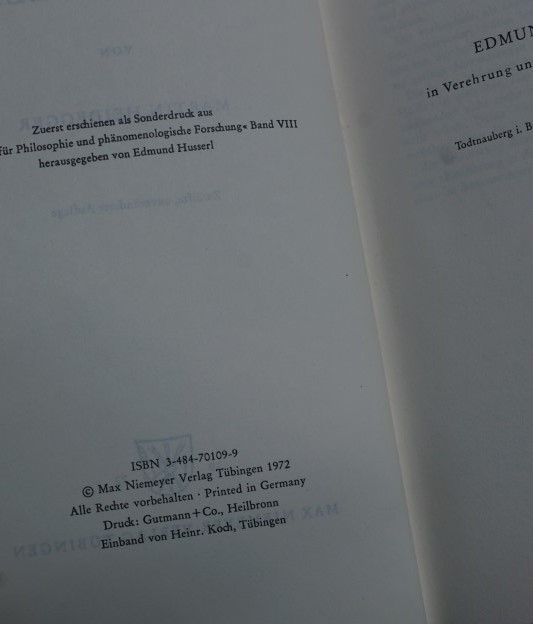 Zuerst erschienen als Sonderdruck aus
für Philosophie und phänomenologische Forschung« Band VIII
herausgegeben von Edmund Husserl
ISBN 3-484-70109-9
© Max Niemeyer Verlag Tübingen 1972
Alle Rechte vorbehalten · Printed in Germany
Druck: Gutmann+Co., Heilbronn
Einband von Heinr. Koch, Tübingen
EDMUN
in Verehrung un
Todtnauberg i. B